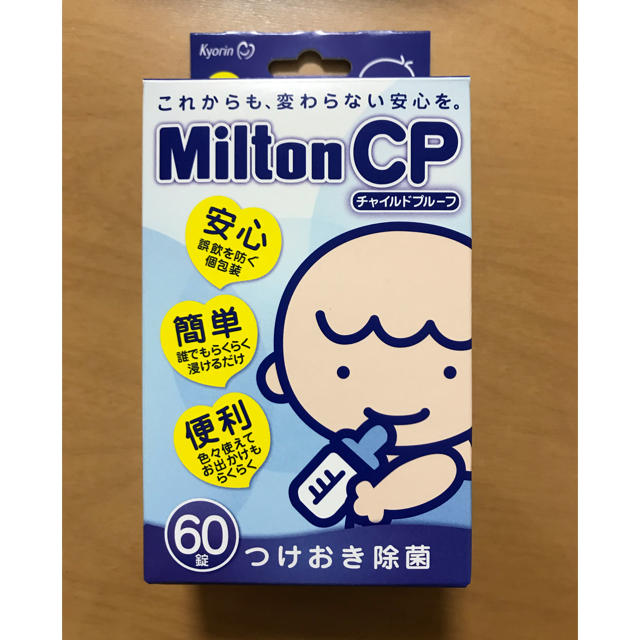 Kyorin
これからも、変わらない安心を。
Milton CP
チャイルドプルーフ
安心
誤飲を防ぐ
個包装
簡単
誰でもらくらく
浸けるだけ
便利
色々使えて
お出かけも
らくらく
60
錠
つけおき除菌